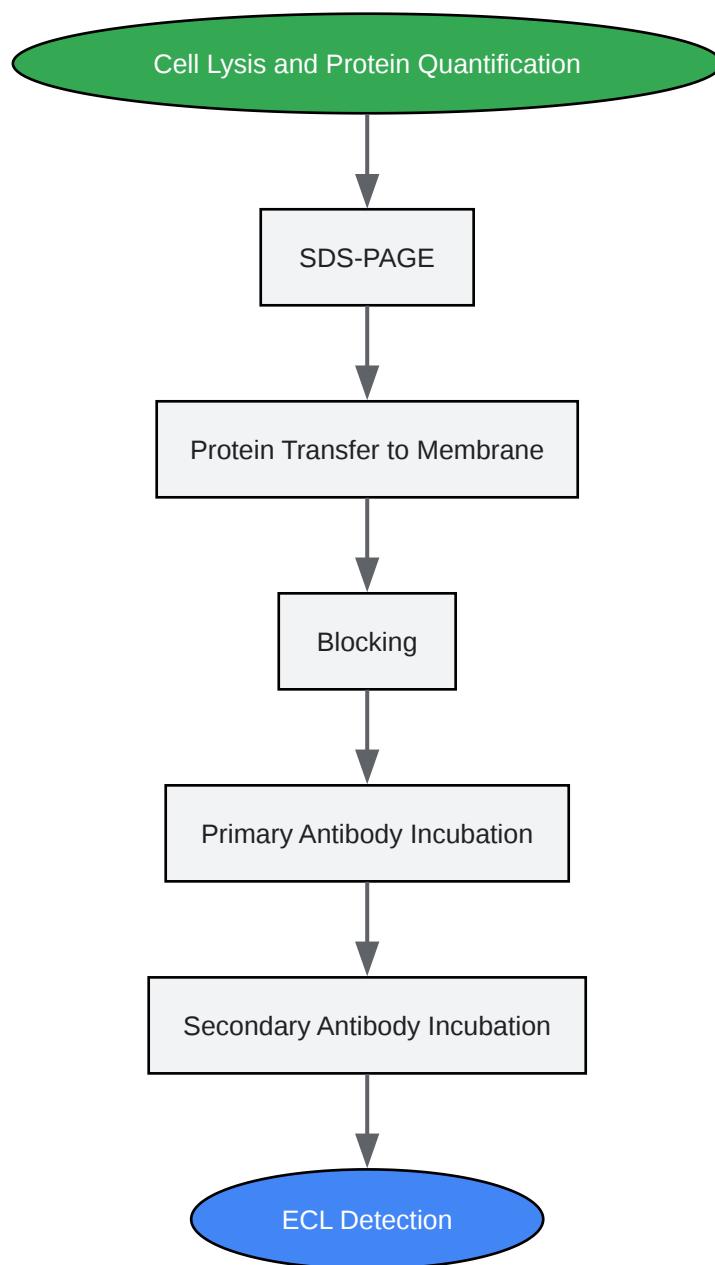 Cell Lysis and Protein Quantification
SDS-PAGE
Protein Transfer to Membrane
Blocking
Primary Antibody Incubation
Secondary Antibody Incubation
ECL Detection